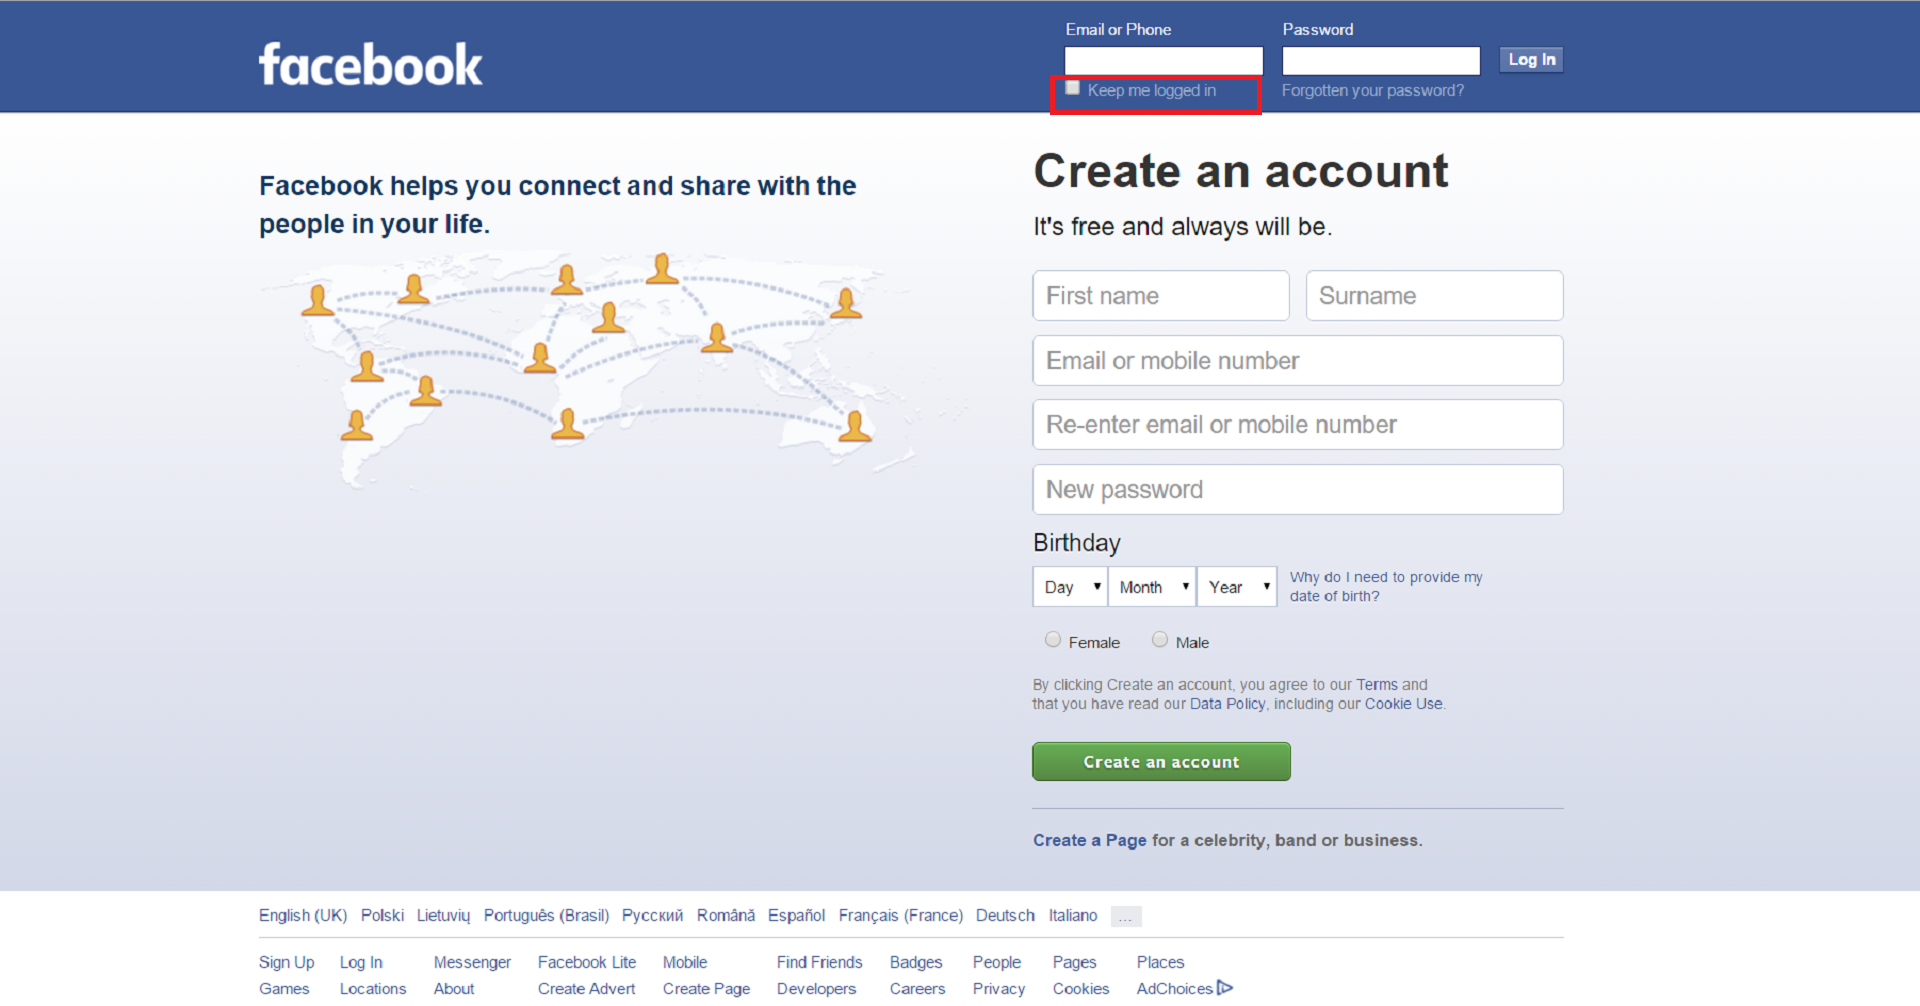 facebook
Email or Phone
Password
Log In
Keep me logged in
Forgotten your password?
Facebook helps you connect and share with the
people in your life.
Create an account
It's free and always will be.
First name
Surname
Email or mobile number
Re-enter email or mobile number
New password
Birthday
Day
Month
Year
Why do I need to provide my
date of birth?
Female
Male
By clicking Create an account, you agree to our Terms and
that you have read our Data Policy, including our Cookie Use.
Create an account
Create a Page for a celebrity, band or business.
English (UK) Polski Lietuvių Português (Brasil) Русский Română Español Français (France) Deutsch Italiano ...
Sign Up Log In Messenger Facebook Lite Mobile Find Friends Badges People Pages Places
Games Locations About Create Advert Create Page Developers Careers Privacy Cookies AdChoices